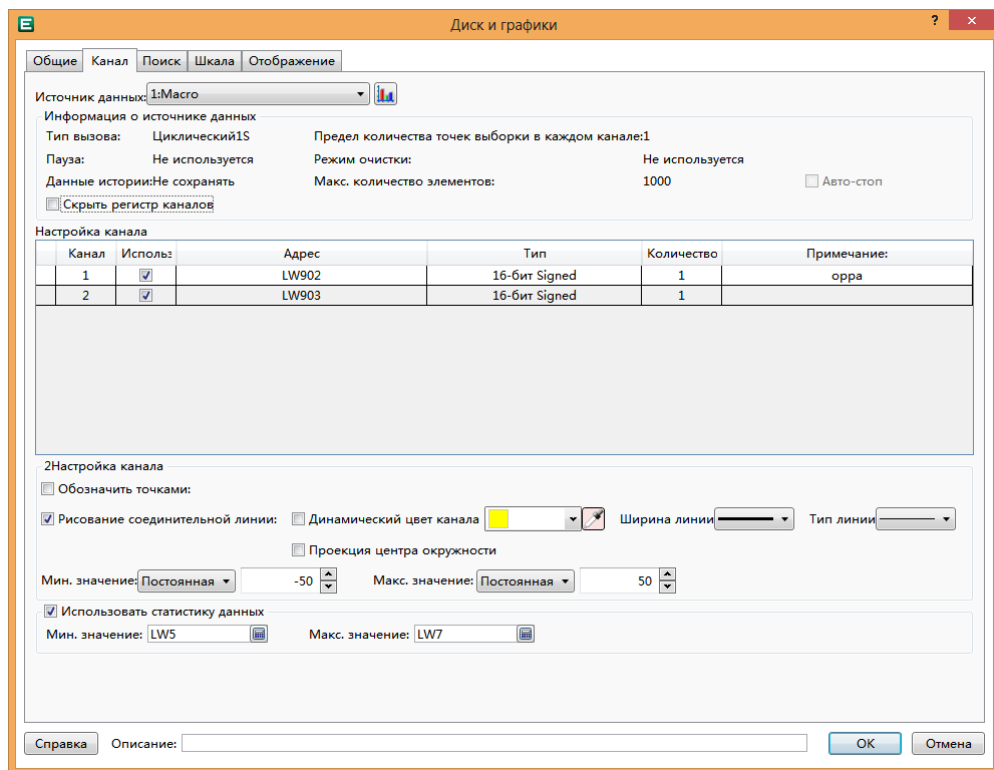 E Диск и графики ? ×
Общие Канал Поиск Шкала Отображение
Источник данных: 1:Macro
Информация о источнике данных
Тип вызова: Циклический1S Предел количества точек выборки в каждом канале:1
Пауза: Не используется Режим очистки: Не используется
Данные истории:Не сохранять Макс. количество элементов: 1000 Авто-стоп
Скрыть регистр каналов
Настройка канала
Канал Использ Адрес Тип Количество Примечание:
1 LW902 16-бит Signed 1 oppa
2 LW903 16-бит Signed 1
2Настройка канала
Обозначить точками:
Рисование соединительной линии: Динамический цвет канала Ширина линии Тип линии
Проекция центра окружности
Мин. значение: Постоянная -50 Макс. значение: Постоянная 50
Использовать статистику данных
Мин. значение: LW5 Макс. значение: LW7
Справка Описание: OK Отмена